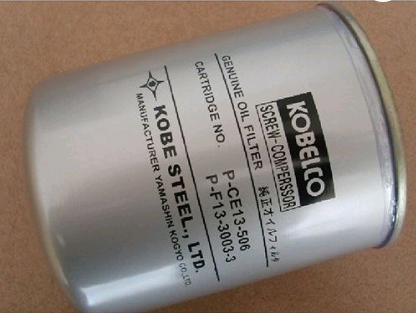 KOBELCO
SCREW-COMPERSSOR
GENUINE OIL FILTER 純正オイルフィルタ
CARTRIDGE NO. P-CE13-506
P-F13-3003-3
KOBE STEEL., LTD.
MANUFACTURER YAMASHIN KOGYO CO.,LTD.